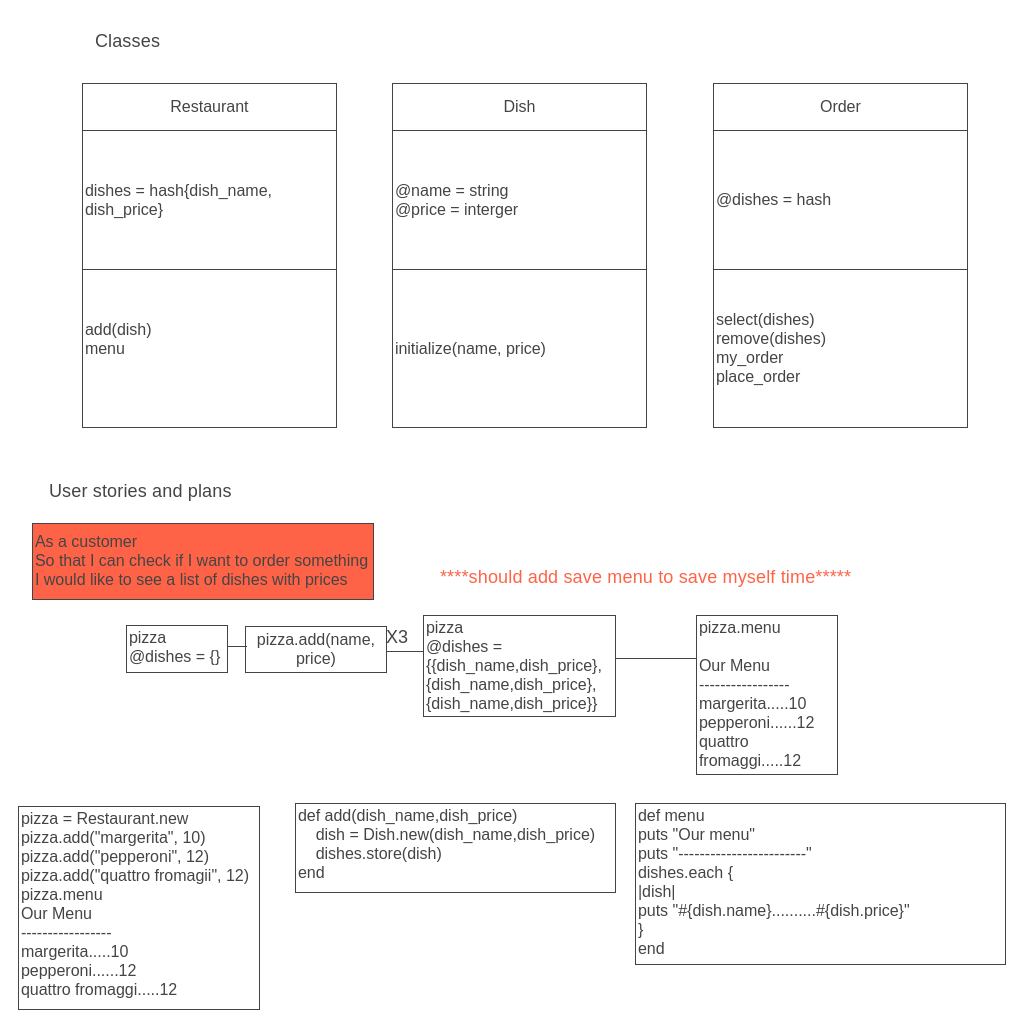 Classes
Restaurant
dishes = hash{dish_name,
dish_price}
add(dish)
menu
Dish
@name = string
@price = interger
initialize(name, price)
Order
@dishes = hash
select(dishes)
remove(dishes)
my_order
place_order
User stories and plans
As a customer
So that I can check if I want to order something
I would like to see a list of dishes with prices
****should add save menu to save myself time*****
pizza
@dishes = {}
pizza.add(name,
price)
X3
pizza
@dishes =
{{dish_name,dish_price},
{dish_name,dish_price},
{dish_name,dish_price}}
pizza.menu
Our Menu
-----------------
margerita.....10
pepperoni......12
quattro
fromaggi.....12
pizza = Restaurant.new
pizza.add("margerita", 10)
pizza.add("pepperoni", 12)
pizza.add("quattro fromagii", 12)
pizza.menu
Our Menu
-----------------
margerita.....10
pepperoni......12
quattro fromaggi.....12
def add(dish_name,dish_price)
    dish = Dish.new(dish_name,dish_price)
    dishes.store(dish)
end
def menu
puts "Our menu"
puts "------------------------"
dishes.each {
|dish|
puts "#{dish.name}..........#{dish.price}"
}
end